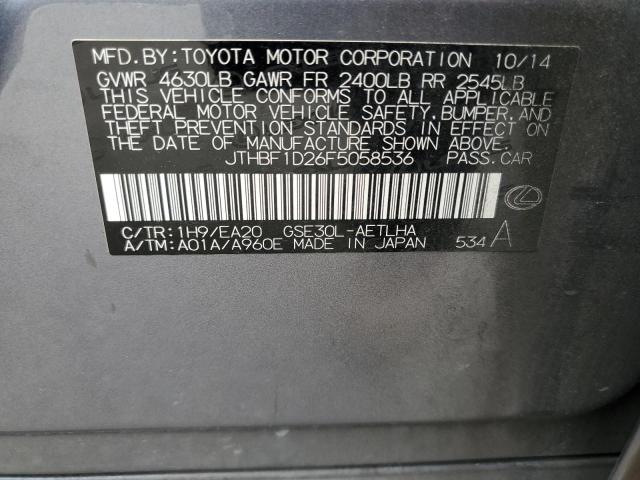 MFD.BY:TOYOTA MOTOR CORPORATION 10/14
GVWR 4630LB GAWR FR 2400LB RR 2545LB
THIS VEHICLE CONFORMS TO ALL APPLICABLE
FEDERAL MOTOR VEHICLE SAFETY,BUMPER,AND
THEFT PREVENTION STANDARDS IN EFFECT ON
THE DATE OF MANUFACTURE SHOWN ABOVE.
JTHBF1D26F5058536 PASS.CAR
C/TR:1H9/EA20 GSE30L-AETLHA
A/TM:A01A/A960E MADE IN JAPAN 534 A